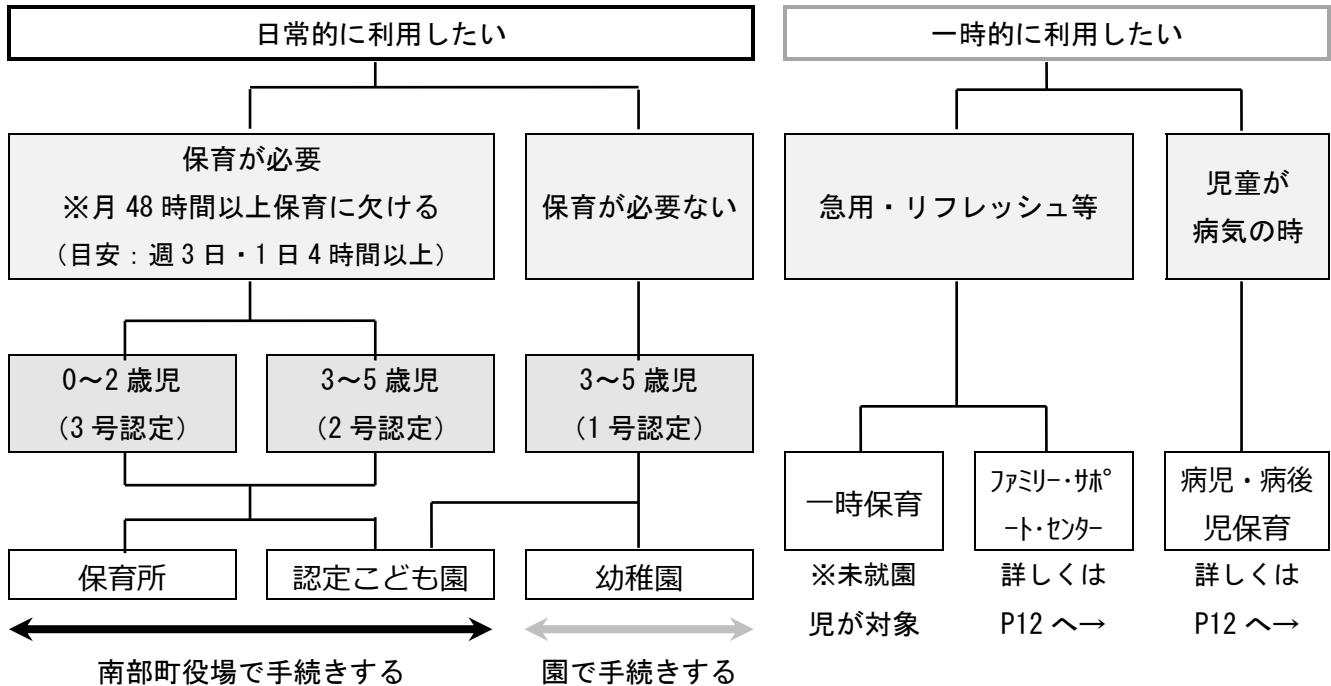 日常的に利用したい
一時的に利用したい
保育が必要
※月 48 時間以上保育に欠ける
（目安：週 3 日・1 日 4 時間以上）
保育が必要ない
急用・リフレッシュ等
児童が
病気の時
0～2 歳児
（3 号認定）
3～5 歳児
（2 号認定）
3～5 歳児
（1 号認定）
保育所
認定こども園
幼稚園
一時保育
ﾌｧﾐﾘｰ･ｻﾎﾟ
ｰﾄ･ｾﾝﾀｰ
病児・病後
児保育
※未就園
児が対象
詳しくは
P12 へ→
詳しくは
P12 へ→
南部町役場で手続きする
園で手続きする